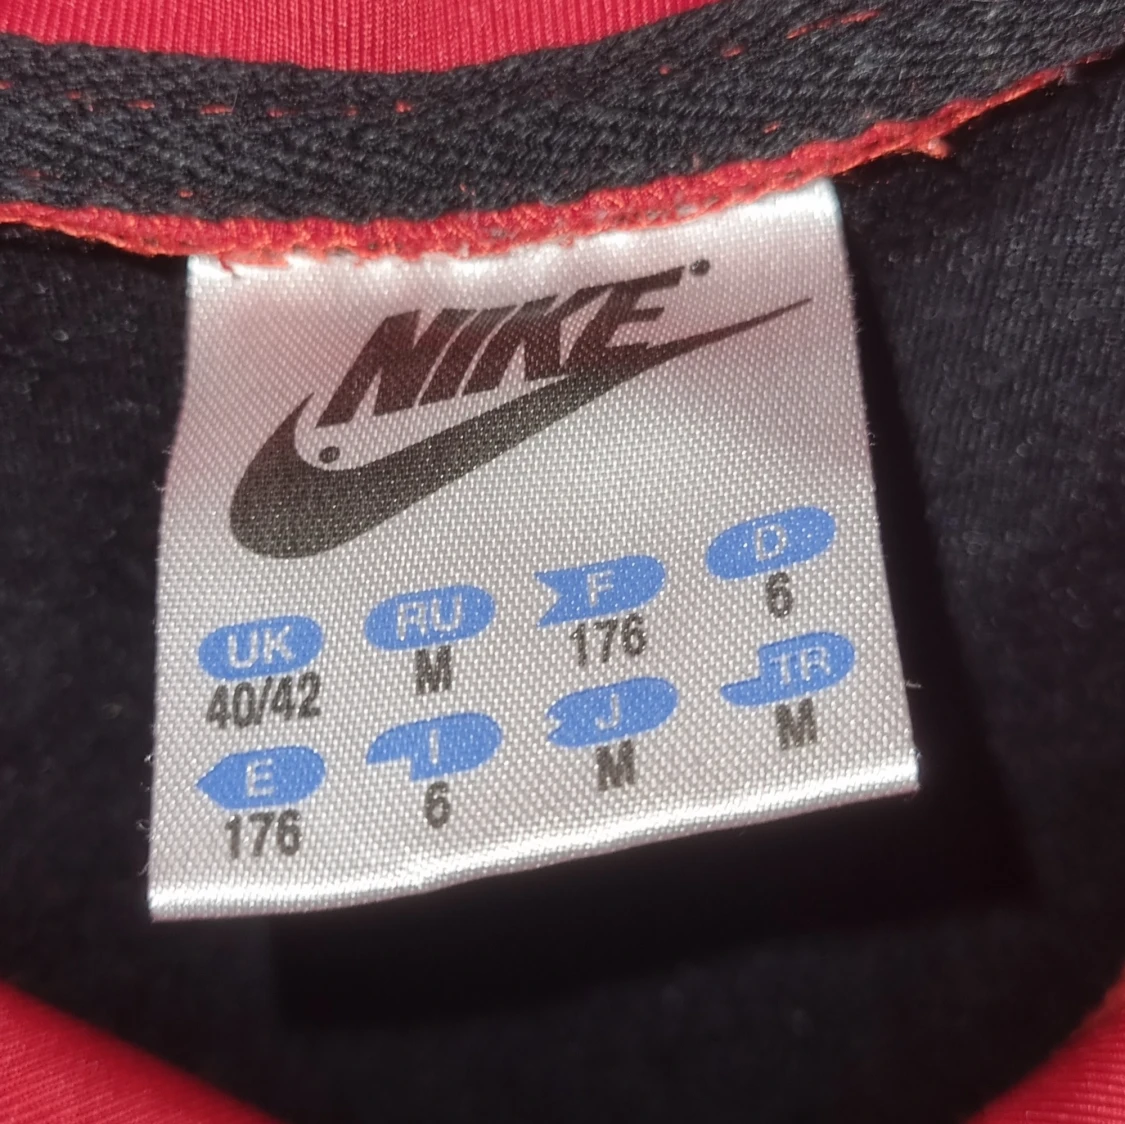 NIKE
UK RU F D
40/42 M 176 6
E I J TR
176 6 M M